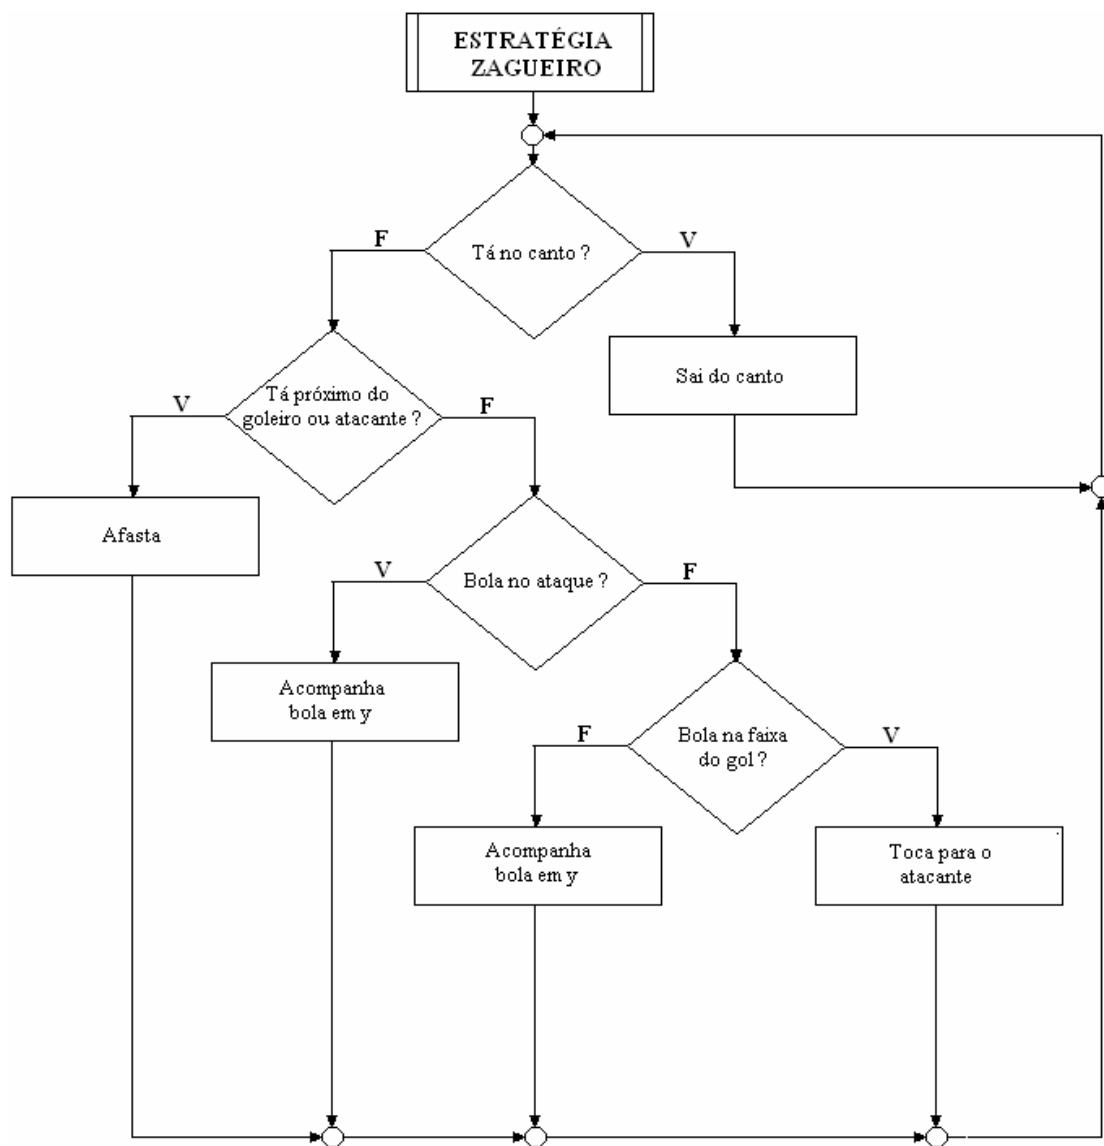 ESTRATÉGIA
ZAGUEIRO
Tá no canto ?
F
V
Sai do canto
Tá próximo do
goleiro ou atacante ?
V
F
Afasta
Bola no ataque ?
V
F
Acompanha
bola em y
Bola na faixa
do gol ?
F
V
Acompanha
bola em y
Toca para o
atacante